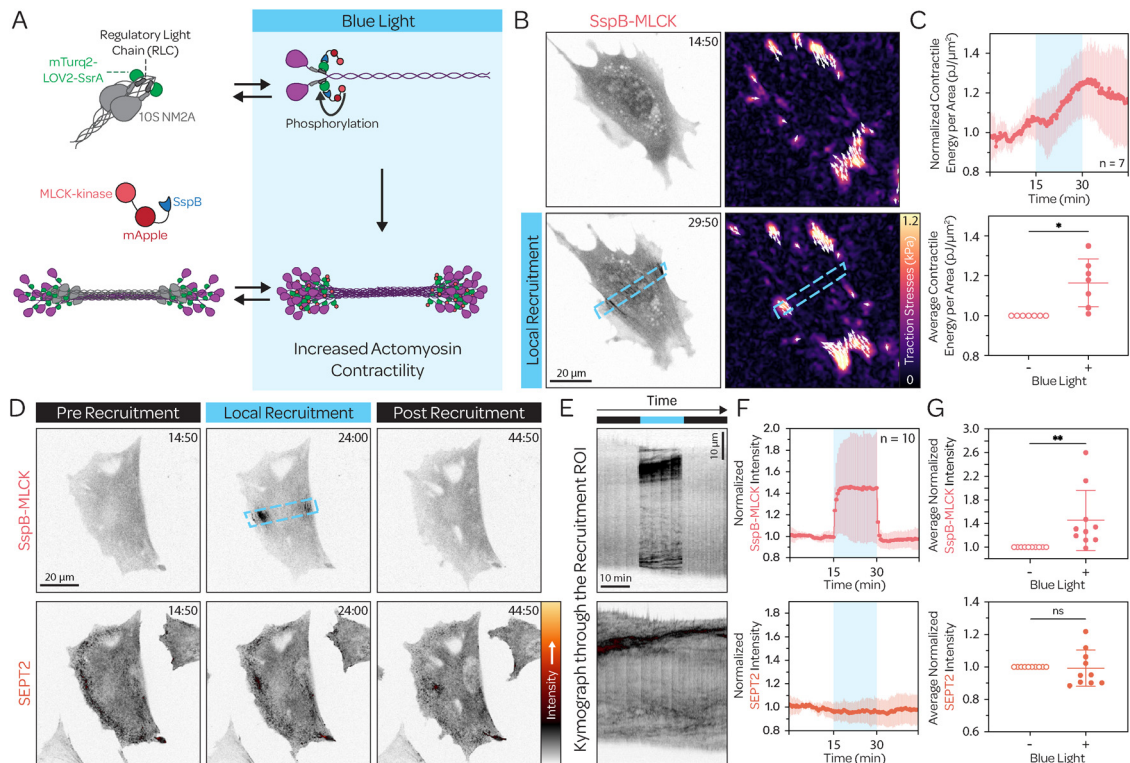 A
Blue Light
Regulatory Light
Chain (RLC)
mTurq2-
LOV2-SsrA
10S NM2A
Phosphorylation
MLCK-kinase
SspB
mApple
Increased Actomyosin
Contractility
B
SspB-MLCK
14:50
Local Recruitment
29:50
20 μm
1.2
Traction Stresses (kPa)
0
C
Normalized Contractile
Energy per Area (pJ/μm²)
1.4
1.2
1.0
0.8
n = 7
15
30
Time (min)
Average Contractile
Energy per Area (pJ/μm²)
1.4
1.2
1.0
0.8
*
-
+
Blue Light
D
Pre Recruitment
Local Recruitment
Post Recruitment
SspB-MLCK
14:50
24:00
44:50
20 μm
SEPT2
14:50
24:00
44:50
Intensity
E
Time
Kymograph through the Recruitment ROI
10 μm
10 min
F
Normalized
SspB-MLCK Intensity
2.0
1.8
1.6
1.4
1.2
1.0
0.8
n = 10
15
30
Time (min)
Normalized
SEPT2 Intensity
1.8
1.6
1.4
1.2
1.0
0.8
15
30
Time (min)
G
Average Normalized
SspB-MLCK Intensity
3.0
2.6
2.2
1.8
1.4
1.0
**
-
+
Blue Light
Average Normalized
SEPT2 Intensity
1.4
1.2
1.0
0.8
0.6
ns
-
+
Blue Light